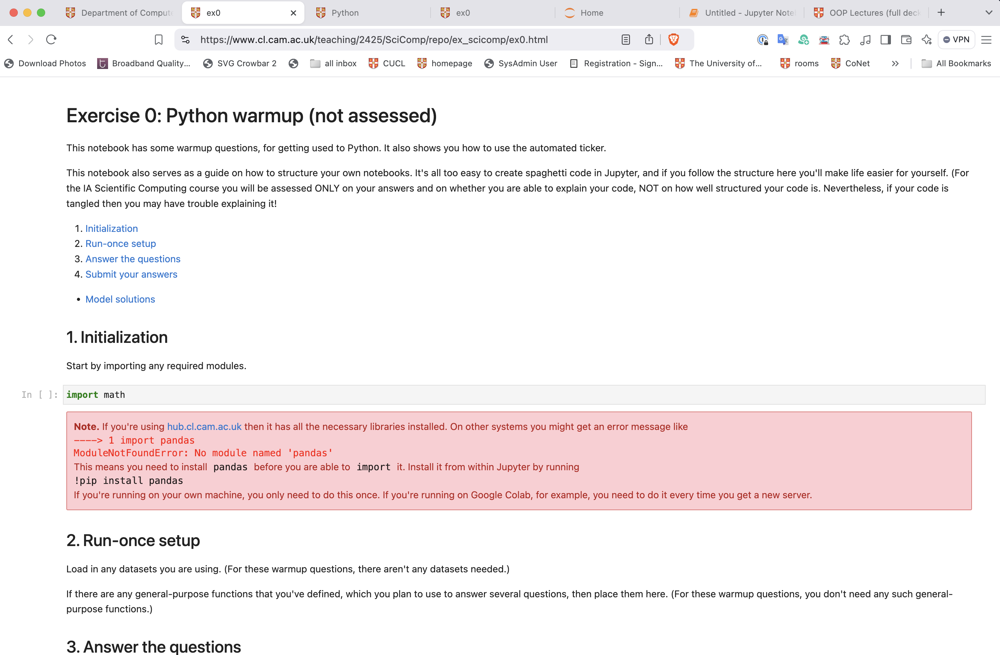 Department of Compute
ex0
Python
ex0
Home
Untitled - Jupyter Note
OOP Lectures (full deck
https://www.cl.cam.ac.uk/teaching/2425/SciComp/repo/ex_scicomp/ex0.html
VPN
Download Photos
Broadband Quality...
SVG Crowbar 2
all inbox
CUCL
homepage
SysAdmin User
Registration - Sign...
The University of...
rooms
CoNet
All Bookmarks
Exercise 0: Python warmup (not assessed)
This notebook has some warmup questions, for getting used to Python. It also shows you how to use the automated ticker.
This notebook also serves as a guide on how to structure your own notebooks. It's all too easy to create spaghetti code in Jupyter, and if you follow the structure here you'll make life easier for yourself. (For
the IA Scientific Computing course you will be assessed ONLY on your answers and on whether you are able to explain your code, NOT on how well structured your code is. Nevertheless, if your code is
tangled then you may have trouble explaining it!
1. Initialization
2. Run-once setup
3. Answer the questions
4. Submit your answers
• Model solutions
1. Initialization
Start by importing any required modules.
In [ ]: import math
Note. If you're using hub.cl.cam.ac.uk then it has all the necessary libraries installed. On other systems you might get an error message like
----> 1 import pandas
ModuleNotFoundError: No module named 'pandas'
This means you need to install pandas before you are able to import it. Install it from within Jupyter by running
!pip install pandas
If you're running on your own machine, you only need to do this once. If you're running on Google Colab, for example, you need to do it every time you get a new server.
2. Run-once setup
Load in any datasets you are using. (For these warmup questions, there aren't any datasets needed.)
If there are any general-purpose functions that you've defined, which you plan to use to answer several questions, then place them here. (For these warmup questions, you don't need any such general-
purpose functions.)
3. Answer the questions